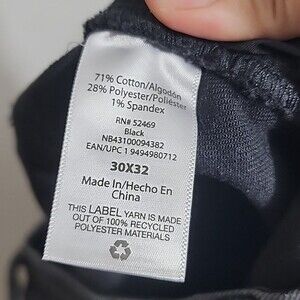 71% Cotton/Algodón
28% Polyester/Poliéster
1% Spandex
RN# 52469
Black
NB43100094382
EAN/UPC 1 9494980712
30X32
Made In/Hecho En
China
THIS LABEL YARN IS MADE
OUT OF 100% RECYCLED
POLYESTER MATERIALS